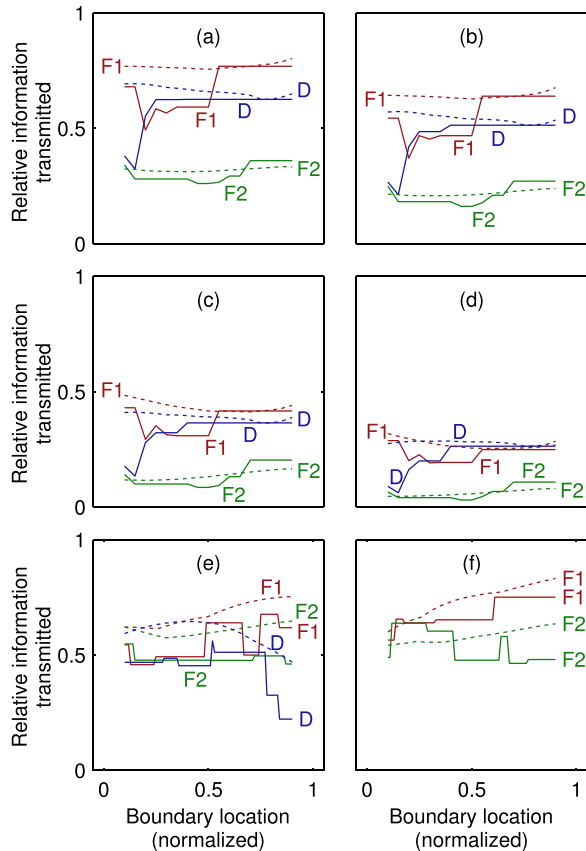 1
(a)
(b)
F1
D
F1
D
F2
F2
F1
D
F1
D
F2
F2
0.5
0
Relative information
transmitted
0
1
(c)
(d)
F1
D
F1
D
F2
F2
F1
D
D
F1
F2
F2
0.5
0
Relative information
transmitted
1
(e)
(f)
F1
F2
F1
D
F2
D
F1
F1
F2
F2
0.5
0
Relative information
transmitted
0
0.5
1
0
0.5
1
Boundary location
(normalized)
Boundary location
(normalized)